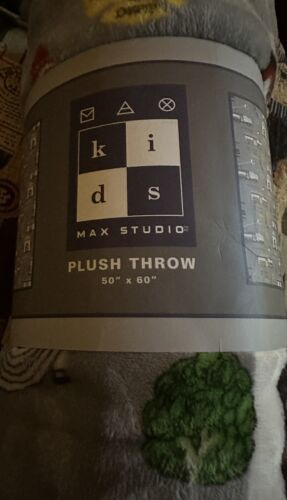 k i
d s
MAX STUDIO
PLUSH THROW
50" x 60"